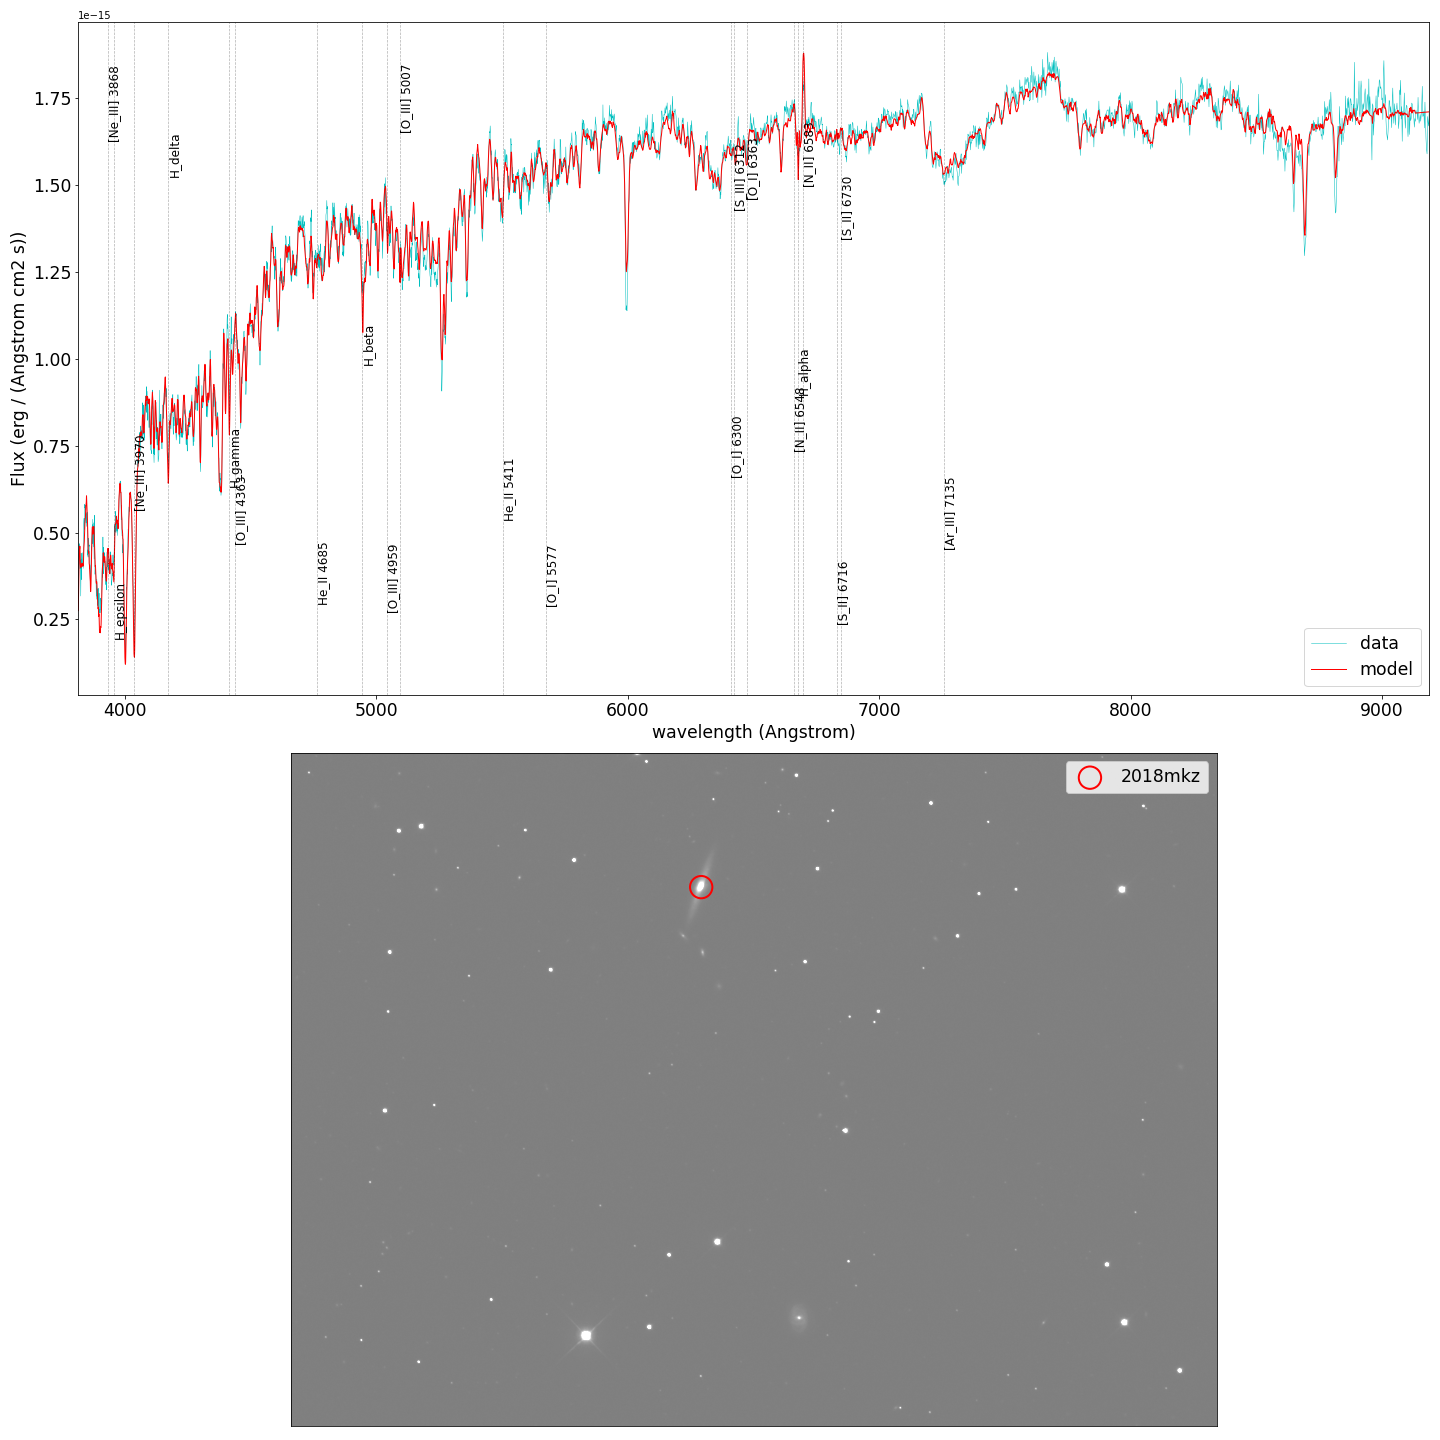 1e−15
Flux (erg / (Angstrom cm2 s))
1.75
1.50
1.25
1.00
0.75
0.50
0.25
[Ne_III] 3868
H_epsilon
[Ne_III] 3970
H_delta
H_gamma
[O_III] 4363
He_II 4685
H_beta
[O_III] 4959
[O_III] 5007
He_II 5411
[O_I] 5577
[O_I] 6300
[S_III] 6312
[O_I] 6363
[N_II] 6548
H_alpha
[N_II] 6583
[S_II] 6716
[S_II] 6730
[Ar_III] 7135
data
model
4000 5000 6000 7000 8000 9000
wavelength (Angstrom)
2018mkz